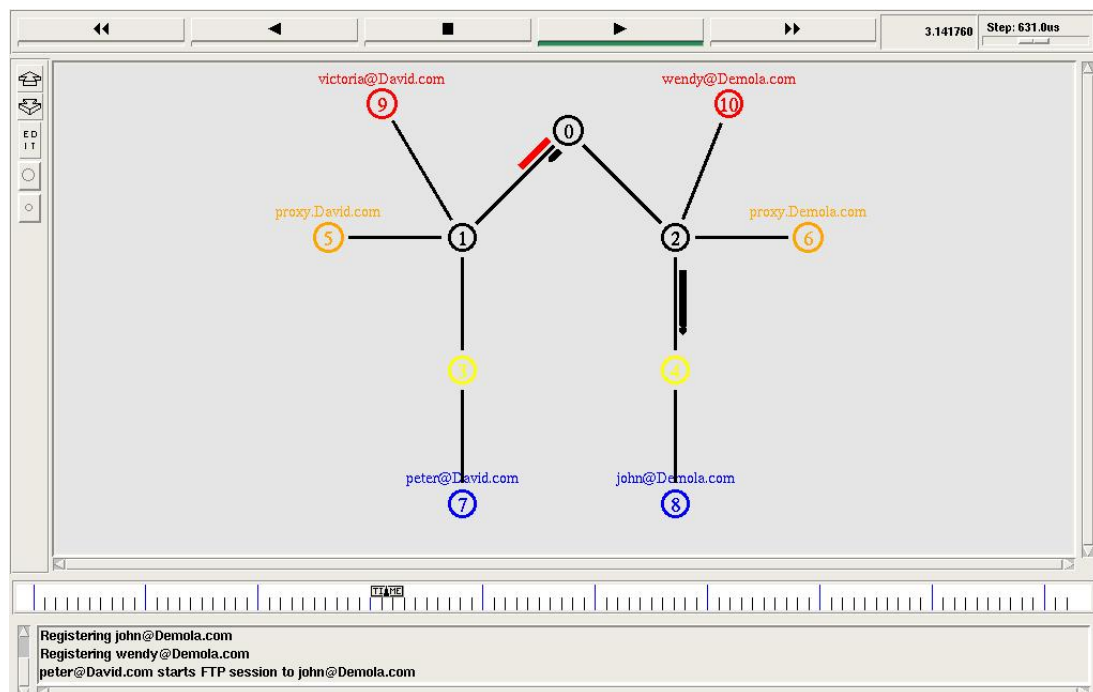 3.141760
Step: 631.0us
ED
IT
victoria@David.com
wendy@Demola.com
9
10
0
proxy.David.com
proxy.Demola.com
5
1
2
6
3
4
peter@David.com
john@Demola.com
7
8
TIME
Registering john@Demola.com
Registering wendy@Demola.com
peter@David.com starts FTP session to john@Demola.com